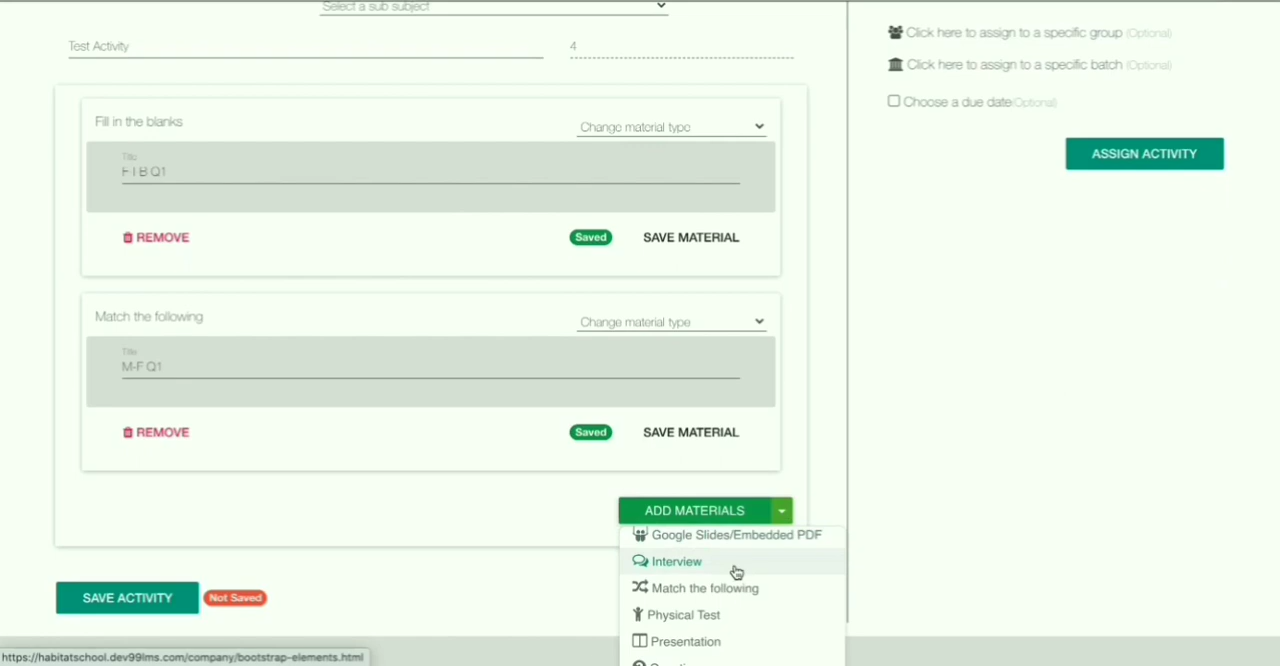 Select a sub subject
Test Activity
4
Fill in the blanks
Change material type
Title
F I B Q1
REMOVE
Saved
SAVE MATERIAL
Match the following
Change material type
Title
M-F Q1
REMOVE
Saved
SAVE MATERIAL
ADD MATERIALS
Google Slides/Embedded PDF
Interview
Match the following
Physical Test
Presentation
SAVE ACTIVITY
Not Saved
Click here to assign to a specific group (Optional)
Click here to assign to a specific batch (Optional)
Choose a due date(Optional)
ASSIGN ACTIVITY
https://habitatschool.dev99lms.com/company/bootstrap-elements.html